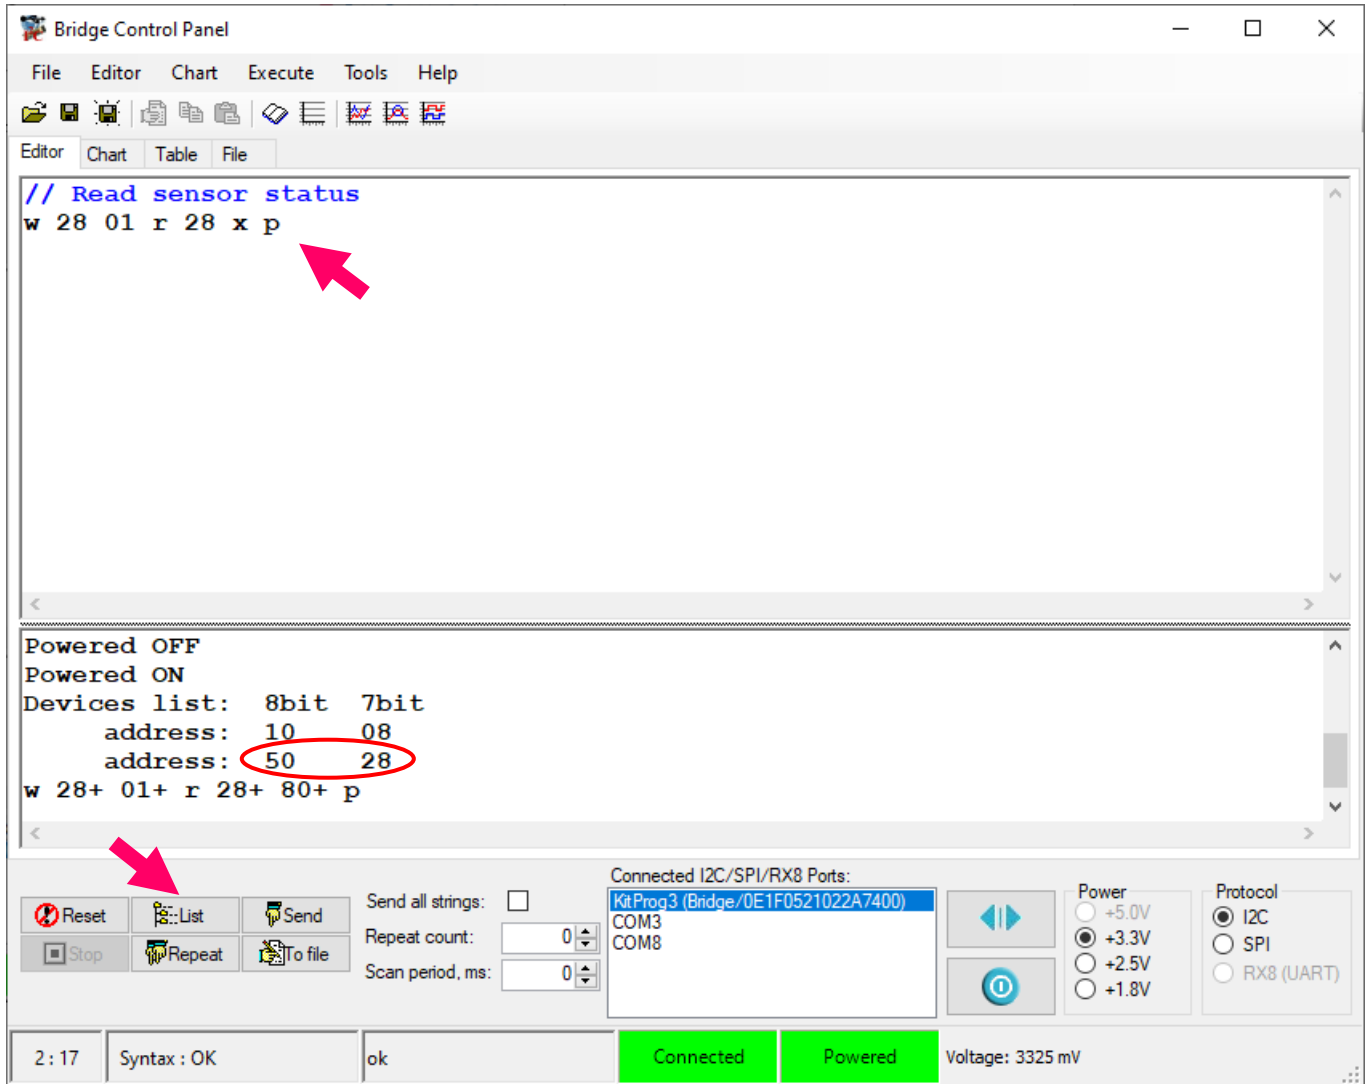 Bridge Control Panel
File Editor Chart Execute Tools Help
Editor Chart Table File
// Read sensor status
w 28 01 r 28 x p
Powered OFF
Powered ON
Devices list: 8bit 7bit
address: 10 08
address: 50 28
w 28+ 01+ r 28+ 80+ p
Connected I2C/SPI/RX8 Ports:
Reset List Send
Stop Repeat To file
Send all strings:
Repeat count: 0
Scan period, ms: 0
KitProg3 (Bridge/0E1F0521022A7400)
COM3
COM8
Power
+5.0V
+3.3V
+2.5V
+1.8V
Protocol
I2C
SPI
RX8 (UART)
2 : 17 Syntax : OK ok Connected Powered Voltage: 3325 mV